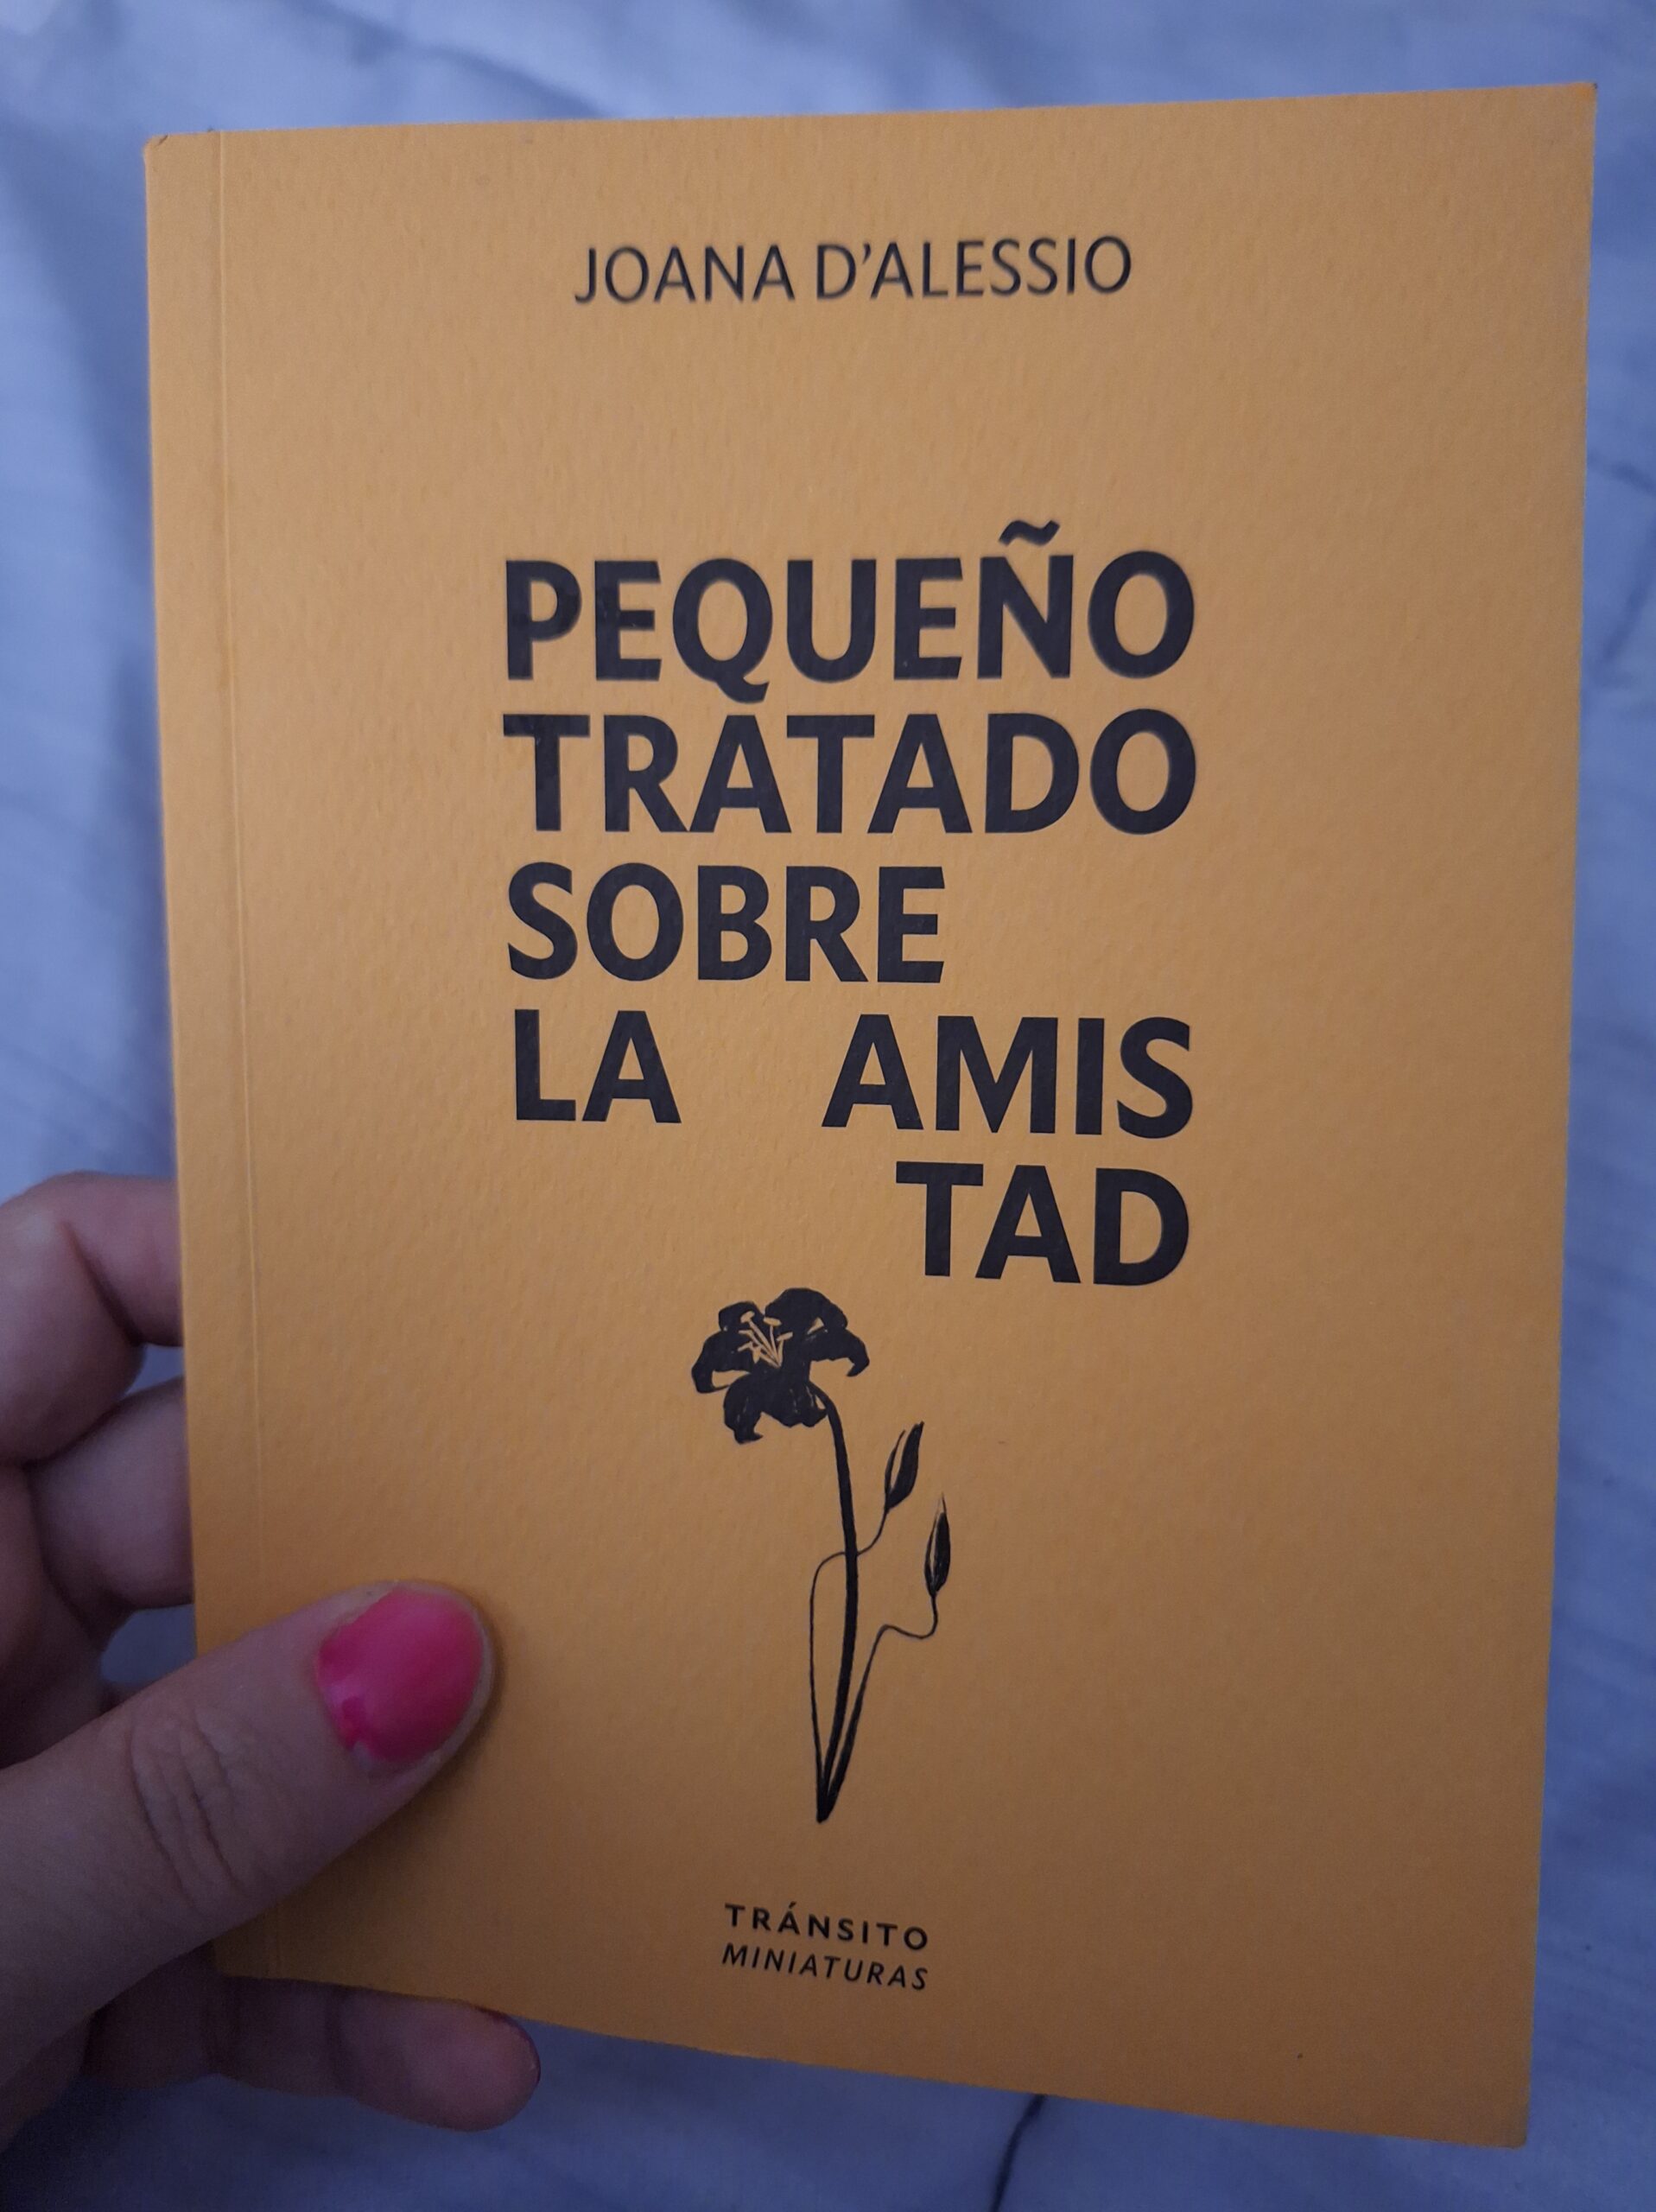 JOANA D'ALESSIO
PEQUEÑO
TRATADO
SOBRE
LA AMIS
TAD
TRÁNSITO
MINIATURAS